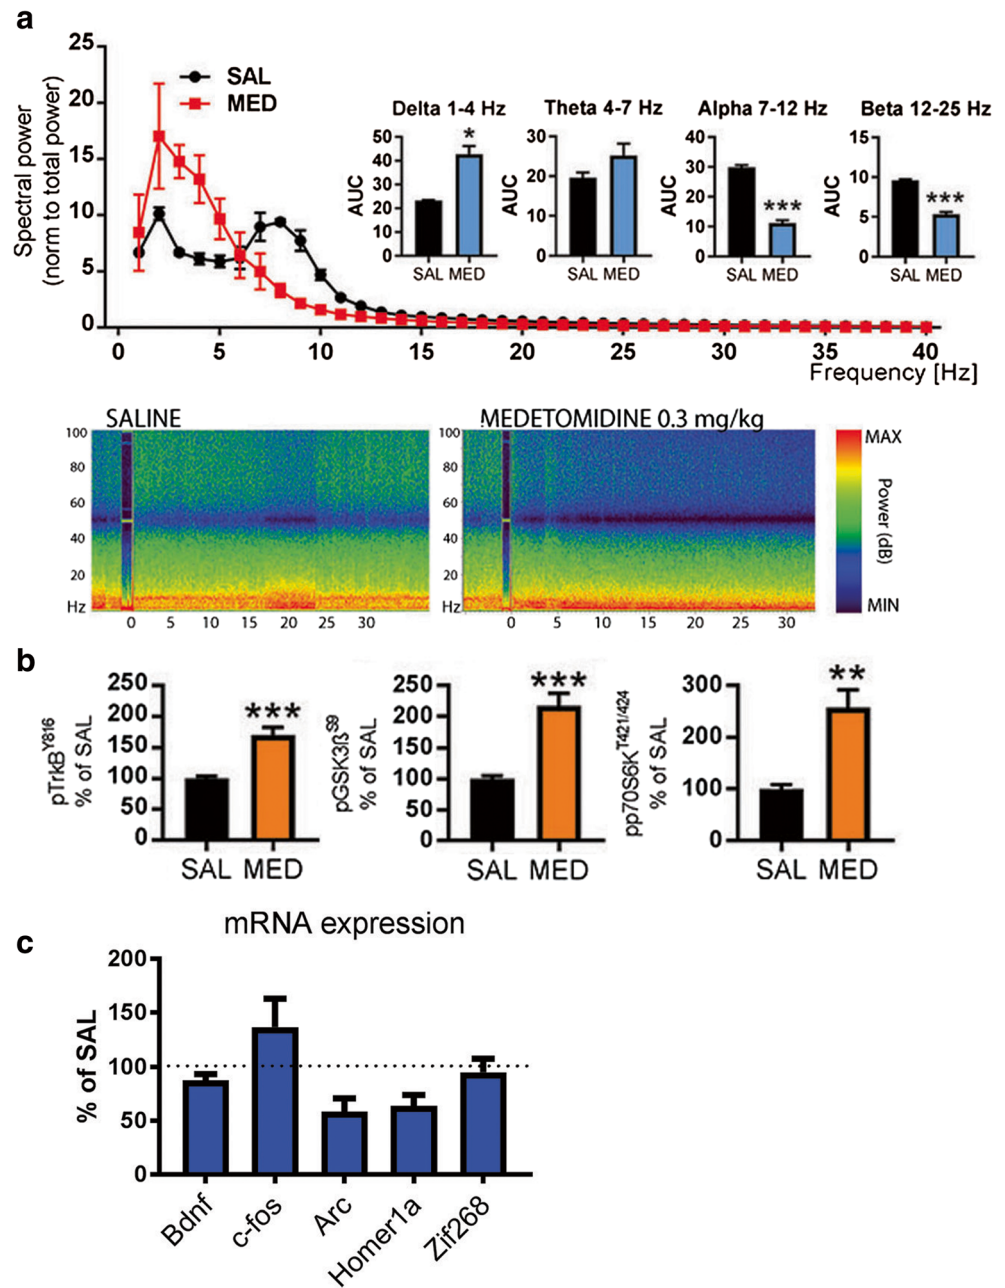 a
Spectral power
(norm to total power)
25
20
15
10
5
0
SAL
MED
0 5 10 15 20 25 30 35 40
Frequency [Hz]
Delta 1-4 Hz
AUC
50
40
30
20
10
0
*
SAL MED
Theta 4-7 Hz
AUC
30
20
10
0
SAL MED
Alpha 7-12 Hz
AUC
40
30
20
10
0
***
SAL MED
Beta 12-25 Hz
AUC
15
10
5
0
***
SAL MED
SALINE
100
80
60
40
20
Hz
0 5 10 15 20 25 30
MEDETOMIDINE 0.3 mg/kg
100
80
60
40
20
Hz
0 5 10 15 20 25 30
MAX
Power (dB)
MIN
b
pTrkB^Y816
% of SAL
250
200
150
100
50
0
***
SAL MED
pGSK3ß^S9
% of SAL
250
200
150
100
50
0
***
SAL MED
pp70S6K^T421/424
% of SAL
300
200
100
0
**
SAL MED
c
mRNA expression
% of SAL
200
150
100
50
0
Bdnf
c-fos
Arc
Homer1a
Zif268